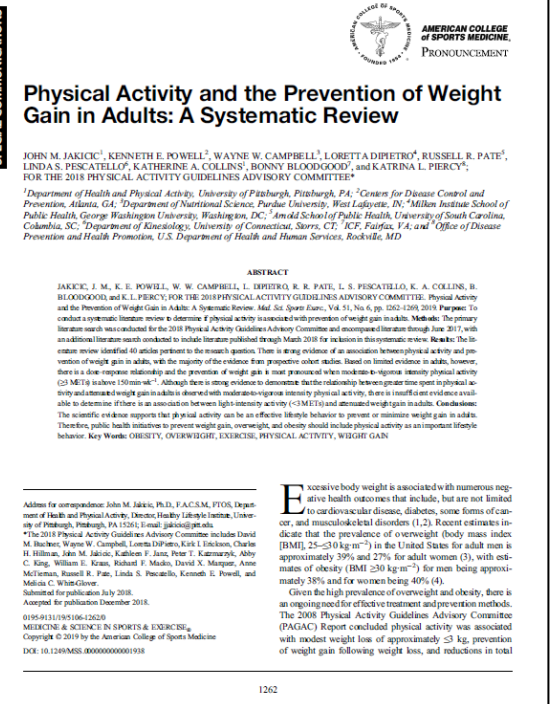 AMERICAN COLLEGE
of SPORTS MEDICINE
PRONOUNCEMENT
Physical Activity and the Prevention of Weight
Gain in Adults: A Systematic Review
JOHN M. JAKICIC1, KENNETH E. POWELL2, WAYNE W. CAMPBELL3, LORETTA DIPIETRO4, RUSSELL R. PATE5,
LINDA S. PESCATELLO6, KATHERINE A. COLLINS1, BONNY BLOODGOOD7, and KATRINA L. PIERCY8;
FOR THE 2018 PHYSICAL ACTIVITY GUIDELINES ADVISORY COMMITTEE*
1Department of Health and Physical Activity, University of Pittsburgh, Pittsburgh, PA; 2Centers for Disease Control and
Prevention, Atlanta, GA; 3Department of Nutritional Science, Purdue University, West Lafayette, IN; 4Milken Institute School of
Public Health, George Washington University, Washington, DC; 5Arnold School of Public Health, University of South Carolina,
Columbia, SC; 6Department of Kinesiology, University of Connecticut, Storrs, CT; 7ICF, Fairfax, VA; and 8Office of Disease
Prevention and Health Promotion, U.S. Department of Health and Human Services, Rockville, MD
ABSTRACT
JAKICIC, J. M., K. E. POWELL, W. W. CAMPBELL, L. DIPIETRO, R. R. PATE, L. S. PESCATELLO, K. A. COLLINS, B.
BLOODGOOD, and K. L. PIERCY; FOR THE 2018 PHYSICAL ACTIVITY GUIDELINES ADVISORY COMMITTEE. Physical Activity
and the Prevention of Weight Gain in Adults: A Systematic Review. Med. Sci. Sports Exerc., Vol. 51, No. 6, pp. 1262–1269, 2019. Purpose: To
conduct a systematic literature review to determine if physical activity is associated with prevention of weight gain in adults. Methods: The primary
literature search was conducted for the 2018 Physical Activity Guidelines Advisory Committee and encompassed literature through June 2017, with
an additional literature search conducted to include literature published through March 2018 for inclusion in this systematic review. Results: The lit-
erature review identified 40 articles pertinent to the research question. There is strong evidence of an association between physical activity and pre-
vention of weight gain in adults, with the majority of the evidence from prospective cohort studies. Based on limited evidence in adults, however,
there is a dose–response relationship and the prevention of weight gain is most pronounced when moderate-to-vigorous intensity physical activity
(≥3 METs) is above 150 min·wk−1. Although there is strong evidence to demonstrate that the relationship between greater time spent in physical ac-
tivity and attenuated weight gain in adults is observed with moderate-to-vigorous intensity physical activity, there is insufficient evidence avail-
able to determine if there is an association between light-intensity activity (<3 METs) and attenuated weight gain in adults. Conclusions:
The scientific evidence supports that physical activity can be an effective lifestyle behavior to prevent or minimize weight gain in adults.
Therefore, public health initiatives to prevent weight gain, overweight, and obesity should include physical activity as an important lifestyle
behavior. Key Words: OBESITY, OVERWEIGHT, EXERCISE, PHYSICAL ACTIVITY, WEIGHT GAIN
Address for correspondence: John M. Jakicic, Ph.D., F.A.C.S.M., FTOS, Depart-
ment of Health and Physical Activity, Director, Healthy Lifestyle Institute, Univer-
sity of Pittsburgh, Pittsburgh, PA 15261; E-mail: jjakicic@pitt.edu.
*The 2018 Physical Activity Guidelines Advisory Committee includes David
M. Buchner, Wayne W. Campbell, Loretta DiPietro, Kirk I. Erickson, Charles
H. Hillman, John M. Jakicic, Kathleen F. Janz, Peter T. Katzmarzyk, Abby
C. King, William E. Kraus, Richard F. Macko, David X. Marquez, Anne
McTiernan, Russell R. Pate, Linda S. Pescatello, Kenneth E. Powell, and
Melicia C. Whitt-Glover.
Submitted for publication July 2018.
Accepted for publication December 2018.
0195-9131/19/5106-1262/0
MEDICINE & SCIENCE IN SPORTS & EXERCISE®
Copyright © 2019 by the American College of Sports Medicine
DOI: 10.1249/MSS.0000000000001938
Excessive body weight is associated with numerous neg-
ative health outcomes that include, but are not limited
to cardiovascular disease, diabetes, some forms of can-
cer, and musculoskeletal disorders (1,2). Recent estimates in-
dicate that the prevalence of overweight (body mass index
[BMI], 25–≤30 kg·m−2) in the United States for adult men is
approximately 39% and 27% for adult women (3), with esti-
mates of obesity (BMI ≥30 kg·m−2) for men being approxi-
mately 38% and for women being 40% (4).
Given the high prevalence of overweight and obesity, there is
an ongoing need for effective treatment and prevention methods.
The 2008 Physical Activity Guidelines Advisory Committee
(PAGAC) Report concluded physical activity was associated
with modest weight loss of approximately ≤3 kg, prevention
of weight gain following weight loss, and reductions in total
1262